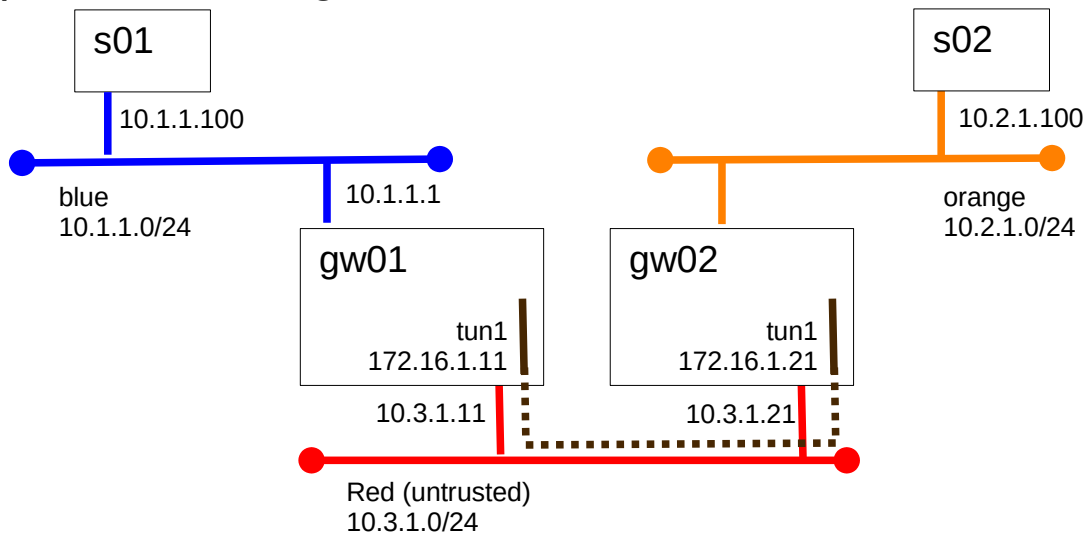 s01
s02
10.1.1.100
10.2.1.100
blue
10.1.1.0/24
10.1.1.1
orange
10.2.1.0/24
gw01
gw02
tun1
172.16.1.11
tun1
172.16.1.21
10.3.1.11
10.3.1.21
Red (untrusted)
10.3.1.0/24